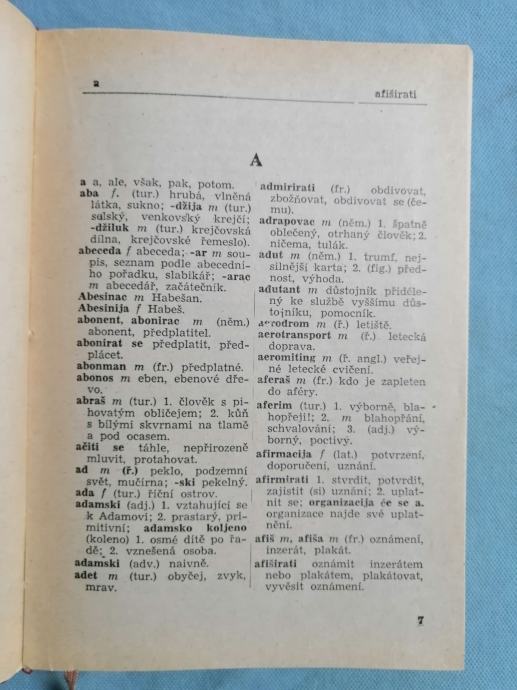 2
afiširati
A
a a, ale, však, pak, potom.
aba f. (tur.) hrubá, vlněná
látka, sukno; -džija m (tur.)
selský, venkovský krejčí;
-džiluk m (tur.) krejčovská
dílna, krejčovské řemeslo).
abeceda f abeceda; -ar m sou-
pis, seznam podle abecední-
ho pořádku, slabikář; -arac
m abecedář, začátečník.
Abesinac m Habešan.
Abesinija f Habeš.
abonent, abonirac m (něm.)
abonent, předplatitel.
abonirat se předplatit, před-
plácet.
abonman m (fr.) předplatné.
abonos m eben, ebenové dře-
vo.
abraš m (tur.) 1. člověk s pi-
hovatým obličejem; 2. kůň
s bílými skvrnami na tlamě
a pod ocasem.
ačiti se táhle, nepřirozeně
mluvit, protahovat.
ad m (ř.) peklo, podzemní
svět, mučírna; -ski pekelný.
ada f (tur.) říční ostrov.
adamski (adj.) 1. vztahující se
k Adamovi; 2. prastarý, pri-
mitivní; adamsko koljeno
(koleno) 1. osmé dítě po řa-
dě; 2. vznešená osoba.
adamski (adv.) naivně.
adet m (tur.) obyčej, zvyk,
mrav.
admirirati (fr.) obdivovat,
zbožňovat, obdivovat se (če-
mu).
adrapovac m (něm.) 1. špatně
oblečený, otrhaný člověk; 2.
ničema, tulák.
adut m (něm.) 1. trumf, nej-
silnější karta; 2. (fig.) před-
nost, výhoda.
adutant m důstojník přiděle-
ný ke službě vyššímu dús-
tojníku, pomocník.
aerodrom m (ř.) letiště.
aerotransport m (ř.) letecká
doprava.
aeromiting m (ř. angl.) veřej-
né letecké cvičení.
aferaš m (fr.) kdo je zapleten
do aféry.
aferim (tur.) 1. výborně, bla-
hopřeji!; 2. m blahopřání,
schvalování; 3. (adj.) vý-
borný, poctivý.
afirmacija f (lat.) potvrzení,
doporučení, uznání.
afirmirati 1. stvrdit, potvrdit,
zajistit (si) uznání; 2. uplat-
nit se; organizacija će se a.
organizace najde své uplat-
nění.
afiš m, afiša m (fr.) oznámení,
inzerát, plakát.
afiširati oznámit inzerátem
nebo plakátem, plakátovat,
vyvěsit oznámení.
7